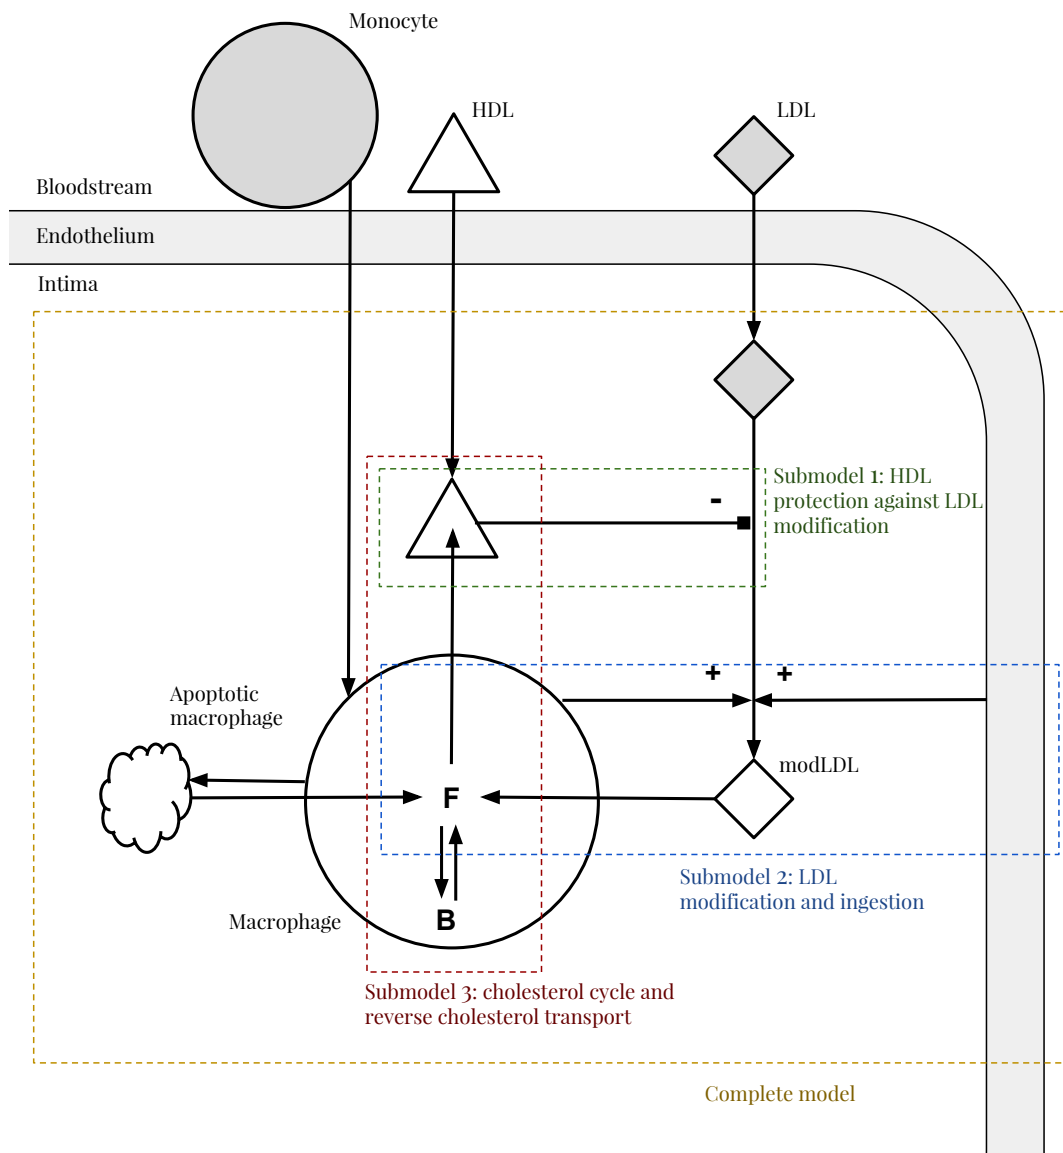 Monocyte
HDL
LDL
Bloodstream
Endothelium
Intima
Submodel 1: HDL
protection against LDL
modification
-
+
+
Apoptotic
macrophage
modLDL
F
B
Macrophage
Submodel 2: LDL
modification and ingestion
Submodel 3: cholesterol cycle and
reverse cholesterol transport
Complete model